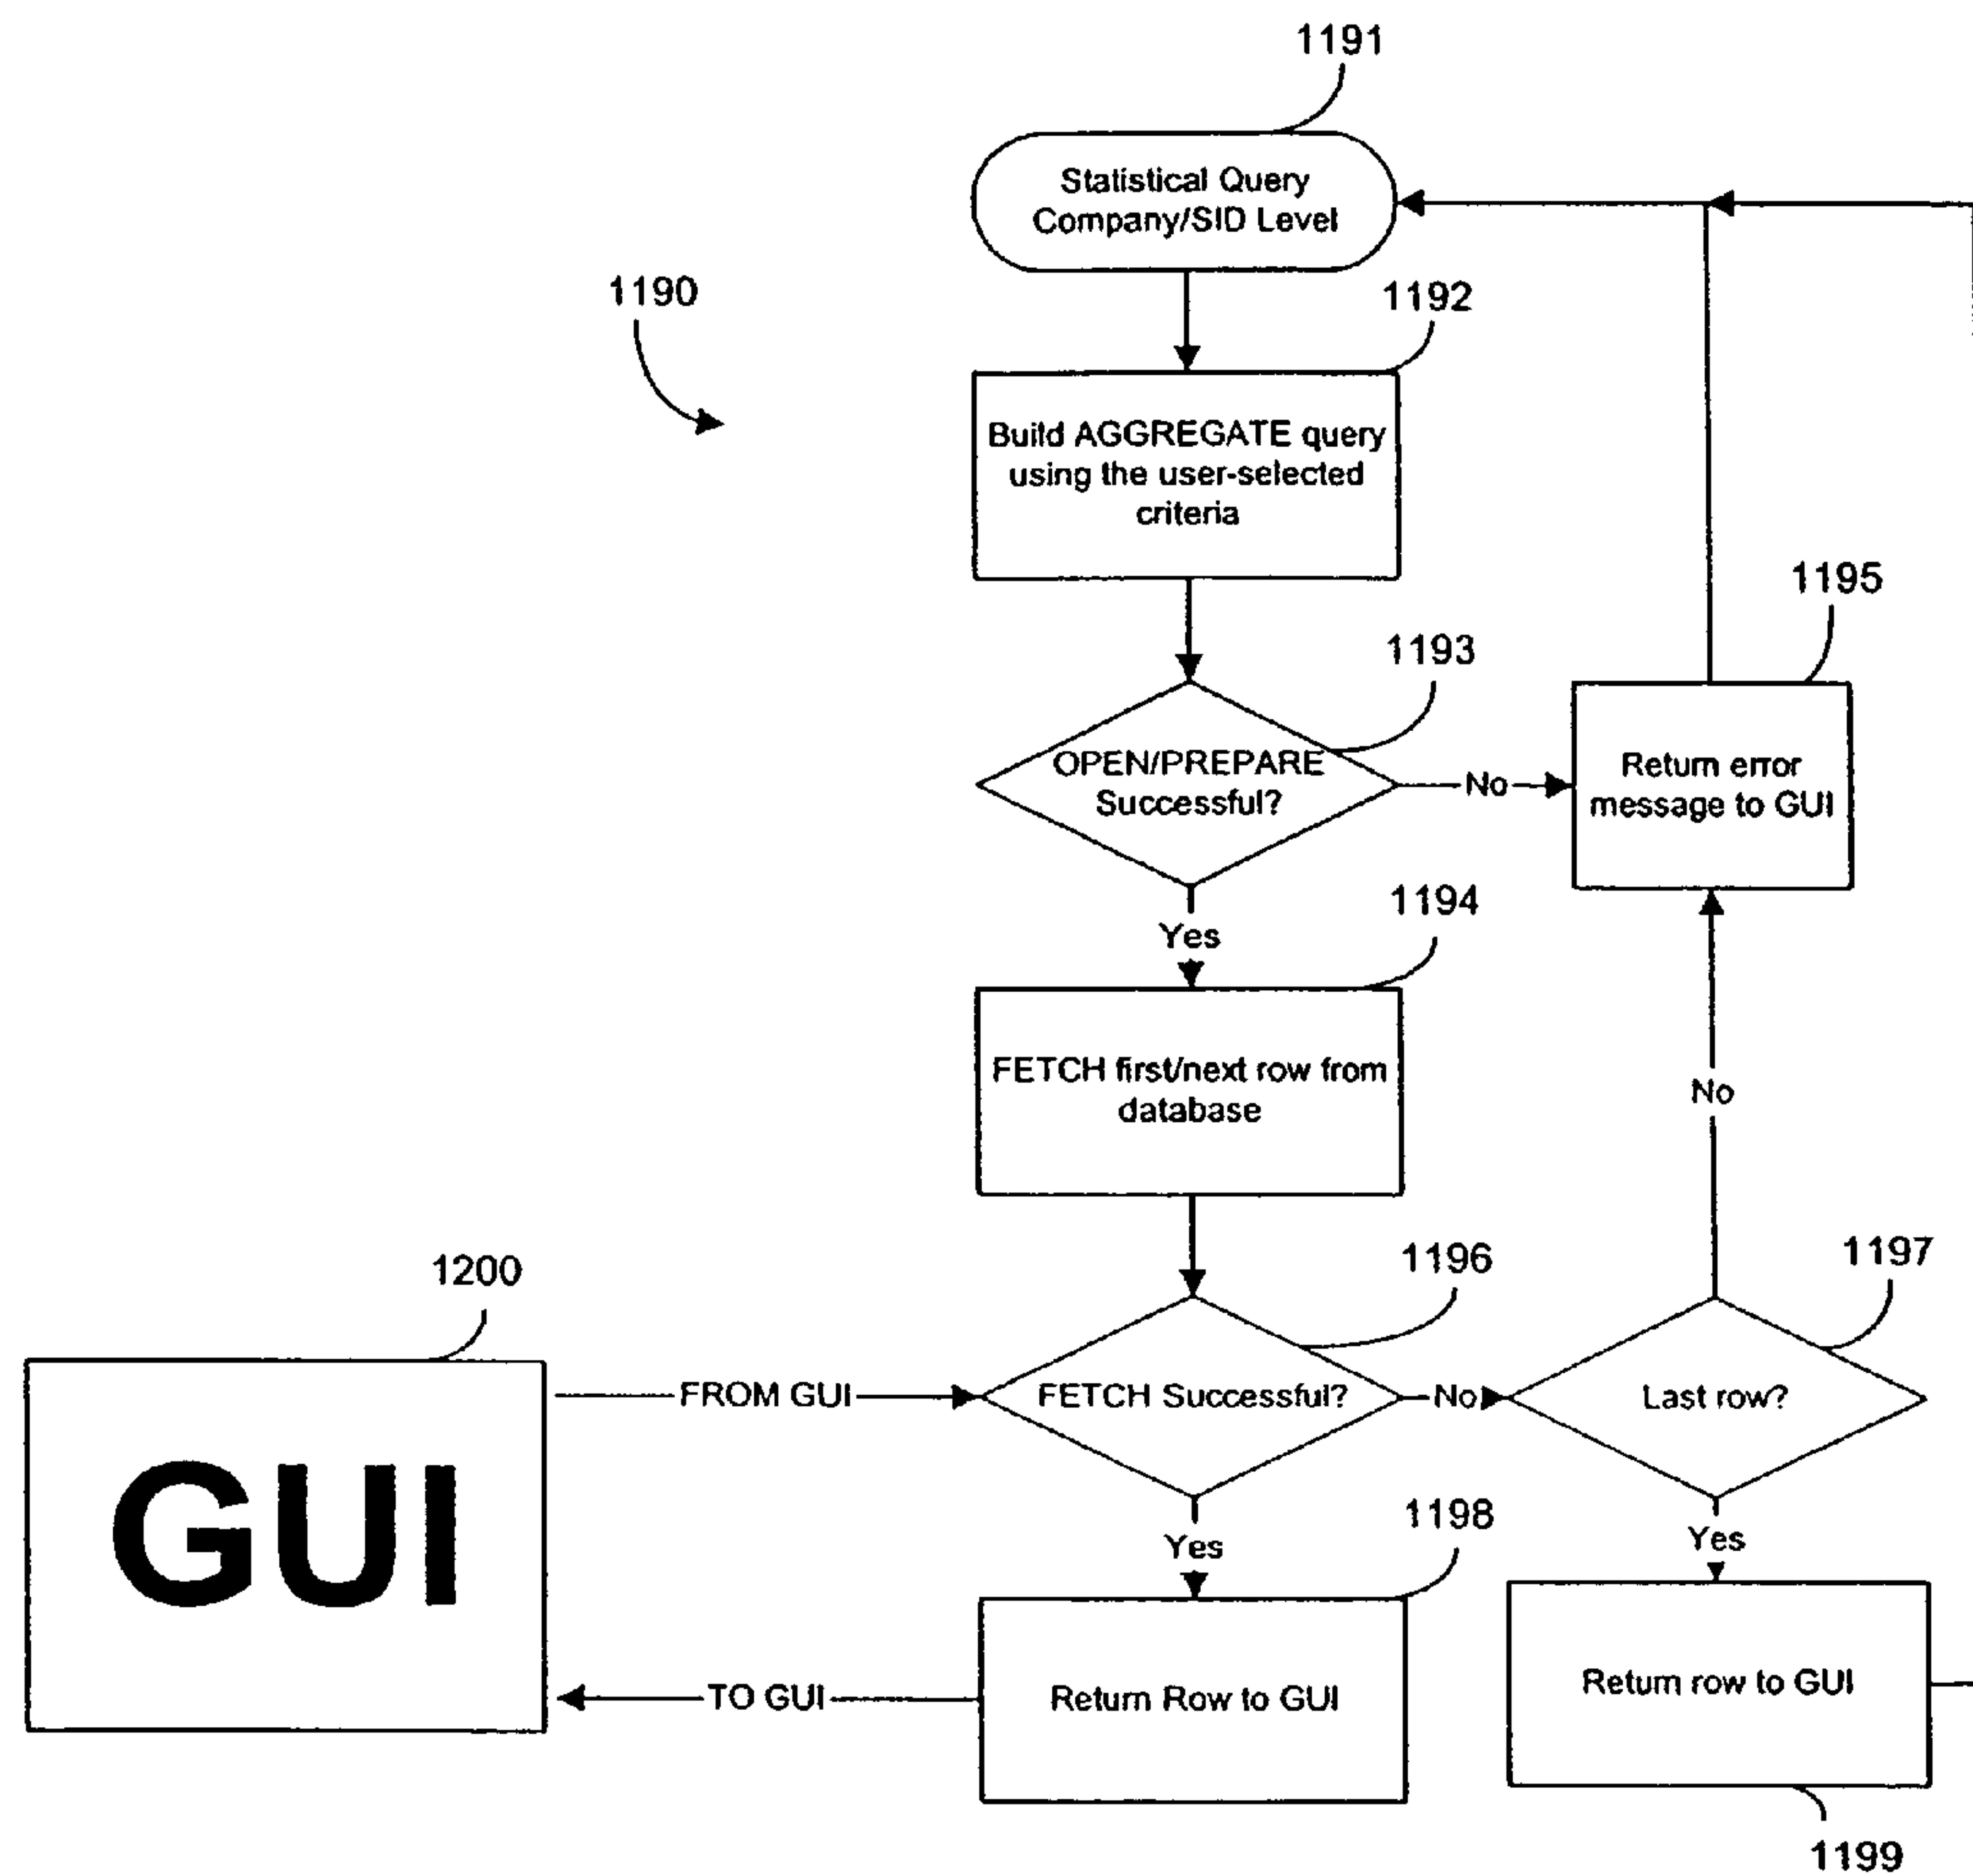 1191
Statistical Query
Company/SID Level
1190
1192
Build AGGREGATE query
using the user-selected
criteria
1193
1195
OPEN/PREPARE
Successful?
No
Return error
message to GUI
1194
Yes
FETCH first/next row from
database
No
1200
1196
1197
FROM GUI
FETCH Successful?
No
Last row?
GUI
1198
Yes
Yes
TO GUI
Return Row to GUI
Return row to GUI
1199